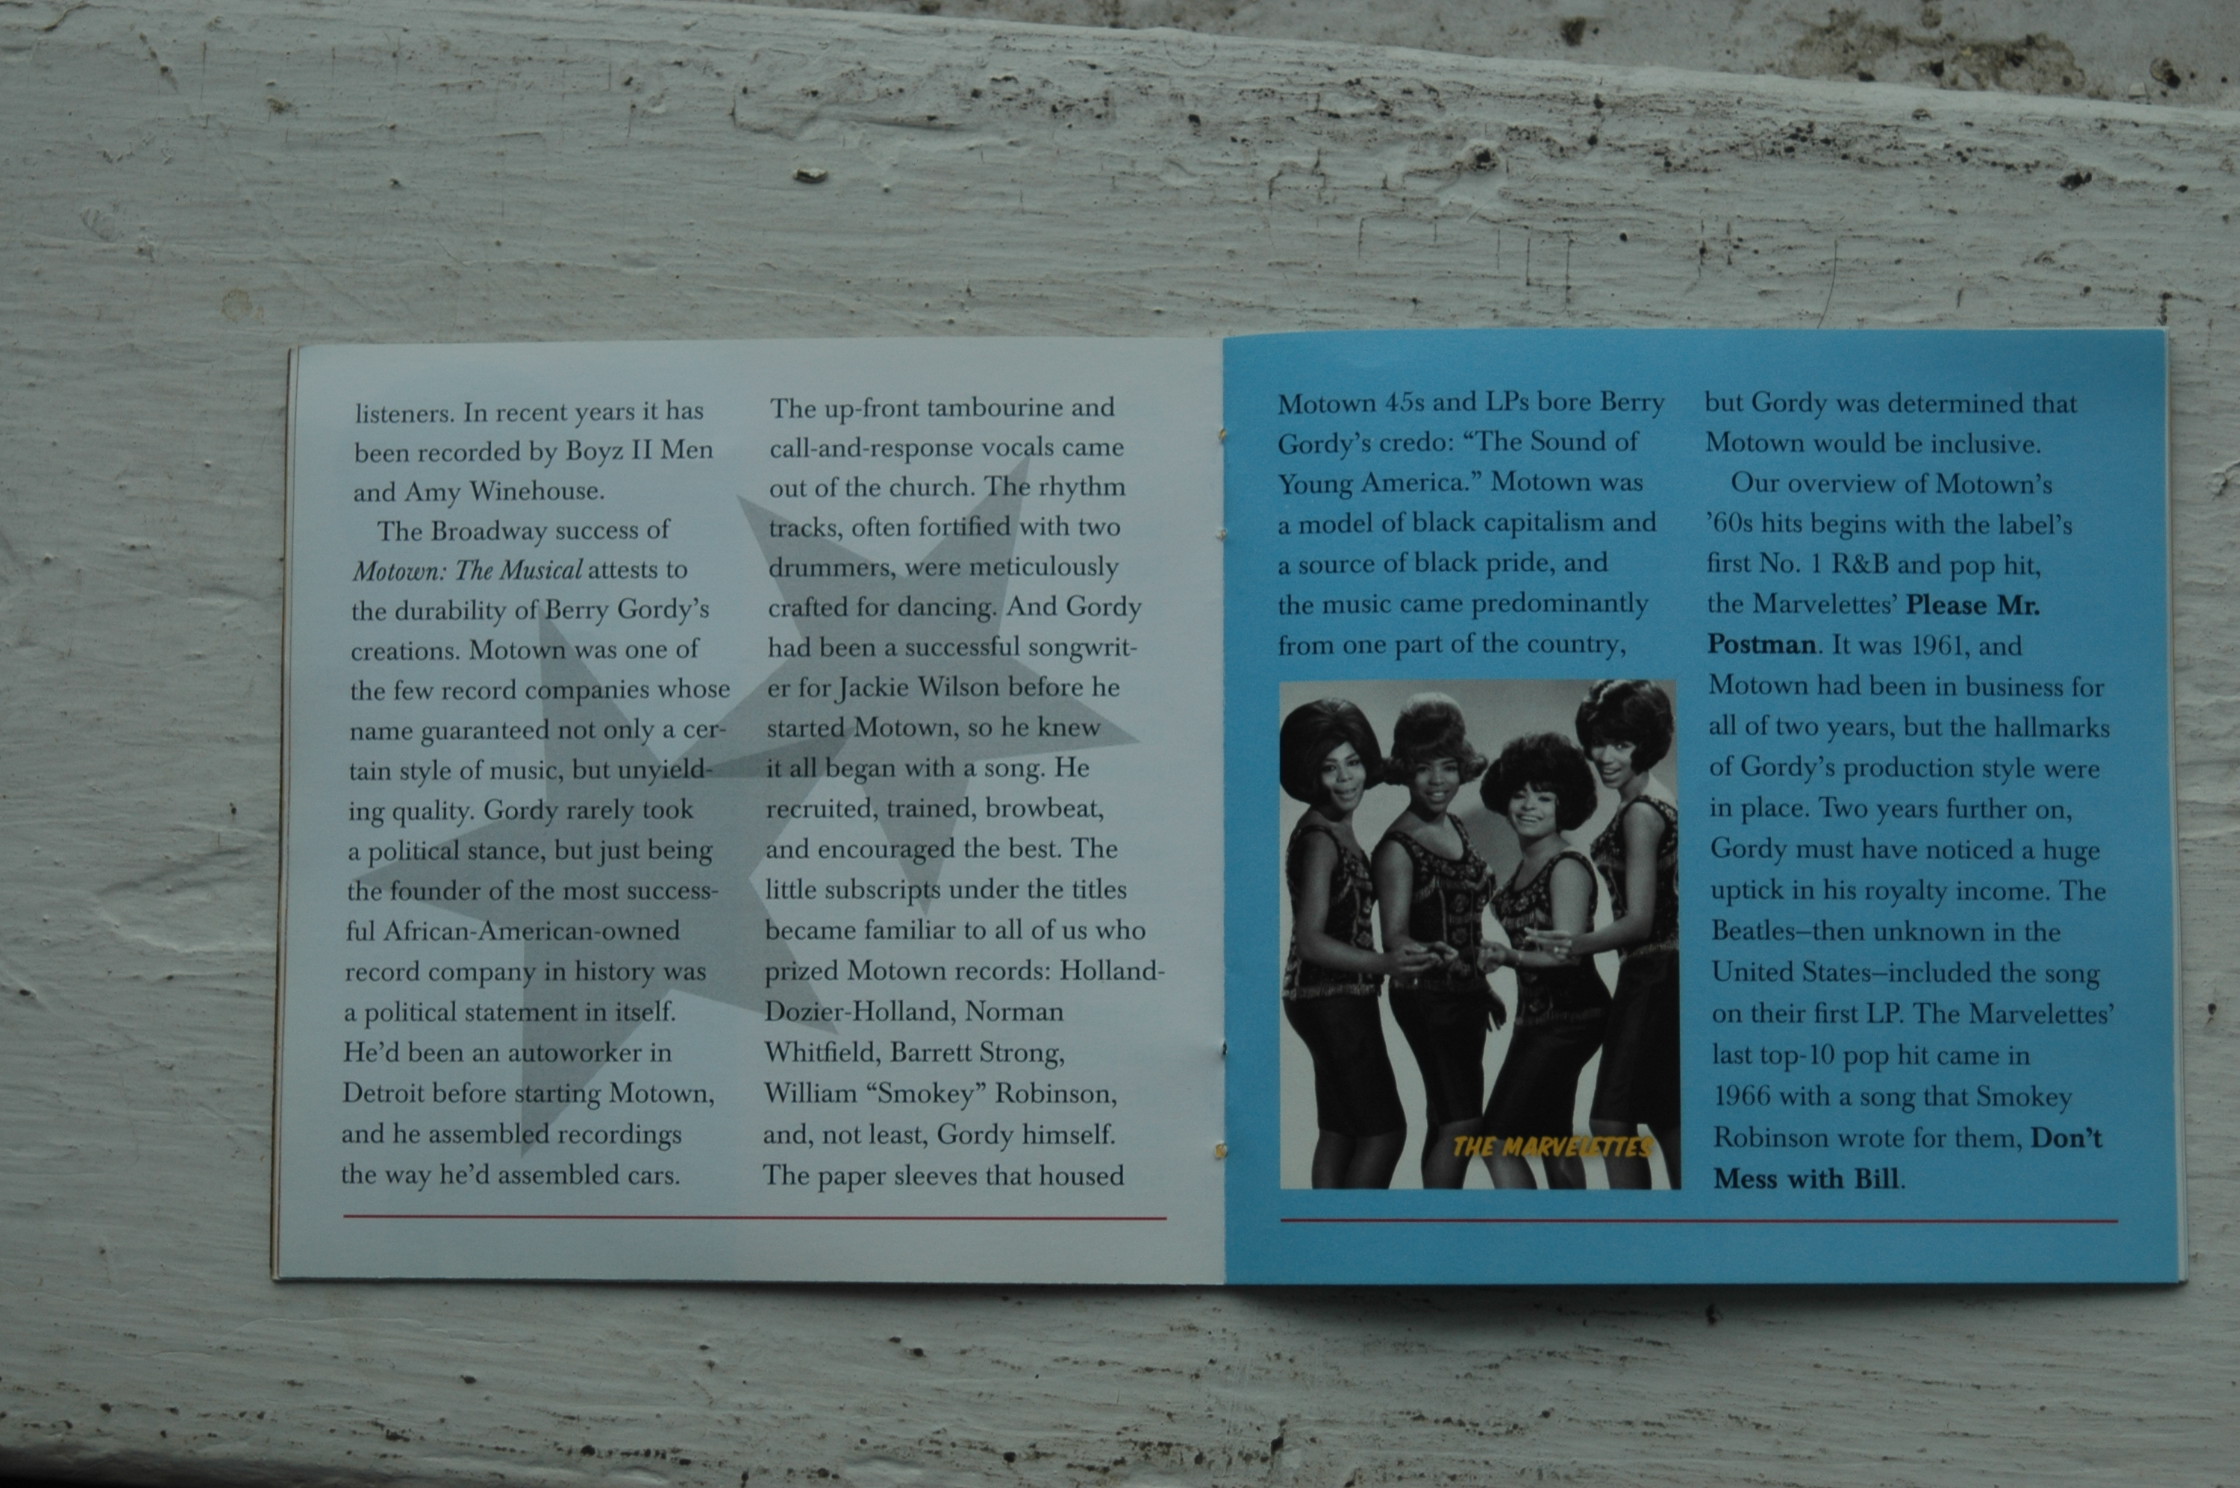 listeners. In recent years it has
been recorded by Boyz II Men
and Amy Winehouse.
The Broadway success of
Motown: The Musical attests to
the durability of Berry Gordy's
creations. Motown was one of
the few record companies whose
name guaranteed not only a cer-
tain style of music, but unyield-
ing quality. Gordy rarely took
a political stance, but just being
the founder of the most success-
ful African-American-owned
record company in history was
a political statement in itself.
He'd been an autoworker in
Detroit before starting Motown,
and he assembled recordings
the way he'd assembled cars.
The up-front tambourine and
call-and-response vocals came
out of the church. The rhythm
tracks, often fortified with two
drummers, were meticulously
crafted for dancing. And Gordy
had been a successful songwrit-
er for Jackie Wilson before he
started Motown, so he knew
it all began with a song. He
recruited, trained, browbeat,
and encouraged the best. The
little subscripts under the titles
became familiar to all of us who
prized Motown records: Holland-
Dozier-Holland, Norman
Whitfield, Barrett Strong,
William “Smokey” Robinson,
and, not least, Gordy himself.
The paper sleeves that housed
Motown 45s and LPs bore Berry
Gordy's credo: “The Sound of
Young America.” Motown was
a model of black capitalism and
a source of black pride, and
the music came predominantly
from one part of the country,
THE MARVELETTES
but Gordy was determined that
Motown would be inclusive.
Our overview of Motown's
'60s hits begins with the label's
first No. 1 R&B and pop hit,
the Marvelettes' Please Mr.
Postman. It was 1961, and
Motown had been in business for
all of two years, but the hallmarks
of Gordy's production style were
in place. Two years further on,
Gordy must have noticed a huge
uptick in his royalty income. The
Beatles–then unknown in the
United States–included the song
on their first LP. The Marvelettes'
last top-10 pop hit came in
1966 with a song that Smokey
Robinson wrote for them, Don't
Mess with Bill.